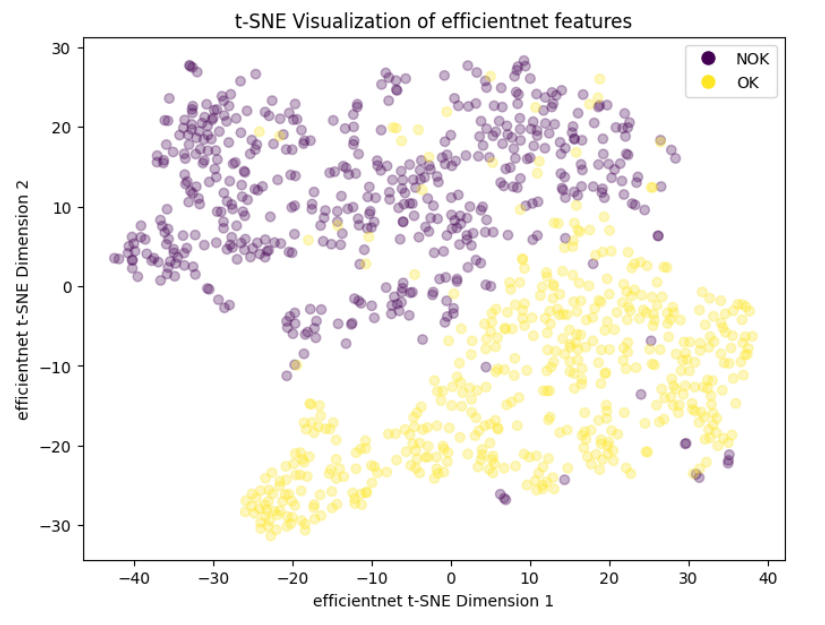 t-SNE Visualization of efficientnet features
NOK
OK
30
20
10
0
−10
−20
−30
efficientnet t-SNE Dimension 2
−40 −30 −20 −10 0 10 20 30 40
efficientnet t-SNE Dimension 1